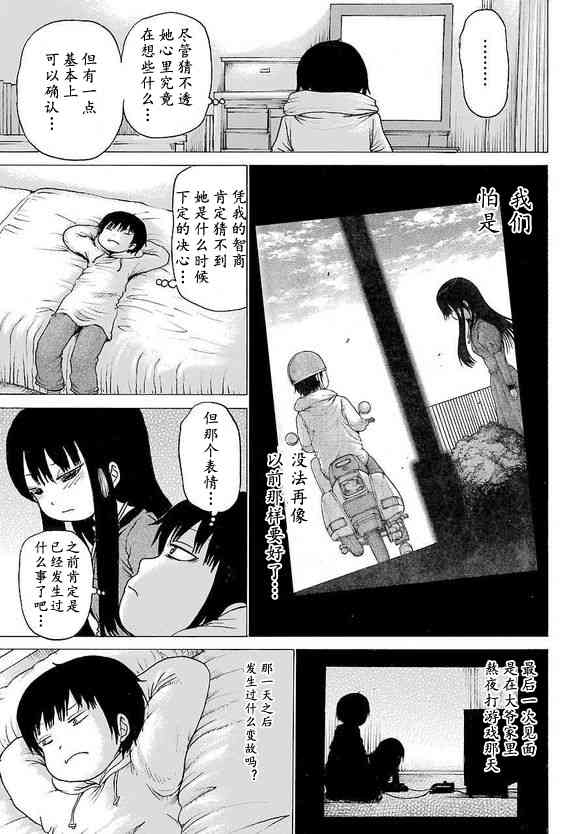 …
尽管猜不透
她心里究竟
在想些什么…
但有一点
基本上
可以确认…
我们
怕是
没法再像
以前那样要好了…
凭我的智商
肯定猜不到
她是什么时候
下定的决心…
但那个表情…
之前肯定是
已经发生过
什么事了吧…
最后一次见面
是在大爷家里
熬夜打游戏那天
那一天之后
发生过什么变故吗?